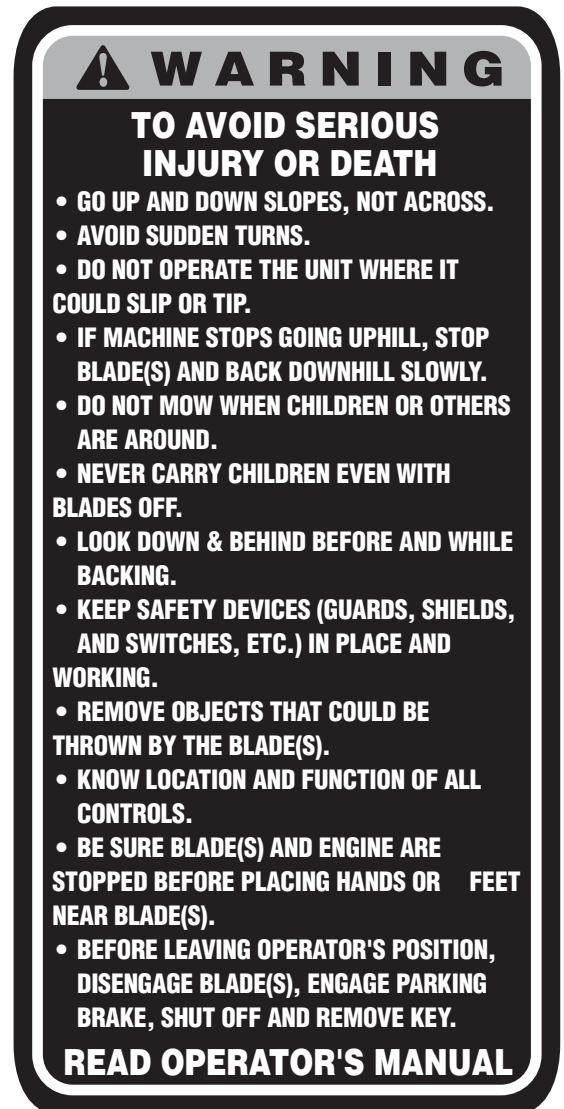 WARNING
TO AVOID SERIOUS
INJURY OR DEATH
• GO UP AND DOWN SLOPES, NOT ACROSS.
• AVOID SUDDEN TURNS.
• DO NOT OPERATE THE UNIT WHERE IT
COULD SLIP OR TIP.
• IF MACHINE STOPS GOING UPHILL, STOP
BLADE(S) AND BACK DOWNHILL SLOWLY.
• DO NOT MOW WHEN CHILDREN OR OTHERS
ARE AROUND.
• NEVER CARRY CHILDREN EVEN WITH
BLADES OFF.
• LOOK DOWN & BEHIND BEFORE AND WHILE
BACKING.
• KEEP SAFETY DEVICES (GUARDS, SHIELDS,
AND SWITCHES, ETC.) IN PLACE AND
WORKING.
• REMOVE OBJECTS THAT COULD BE
THROWN BY THE BLADE(S).
• KNOW LOCATION AND FUNCTION OF ALL
CONTROLS.
• BE SURE BLADE(S) AND ENGINE ARE
STOPPED BEFORE PLACING HANDS OR FEET
NEAR BLADE(S).
• BEFORE LEAVING OPERATOR'S POSITION,
DISENGAGE BLADE(S), ENGAGE PARKING
BRAKE, SHUT OFF AND REMOVE KEY.
READ OPERATOR'S MANUAL